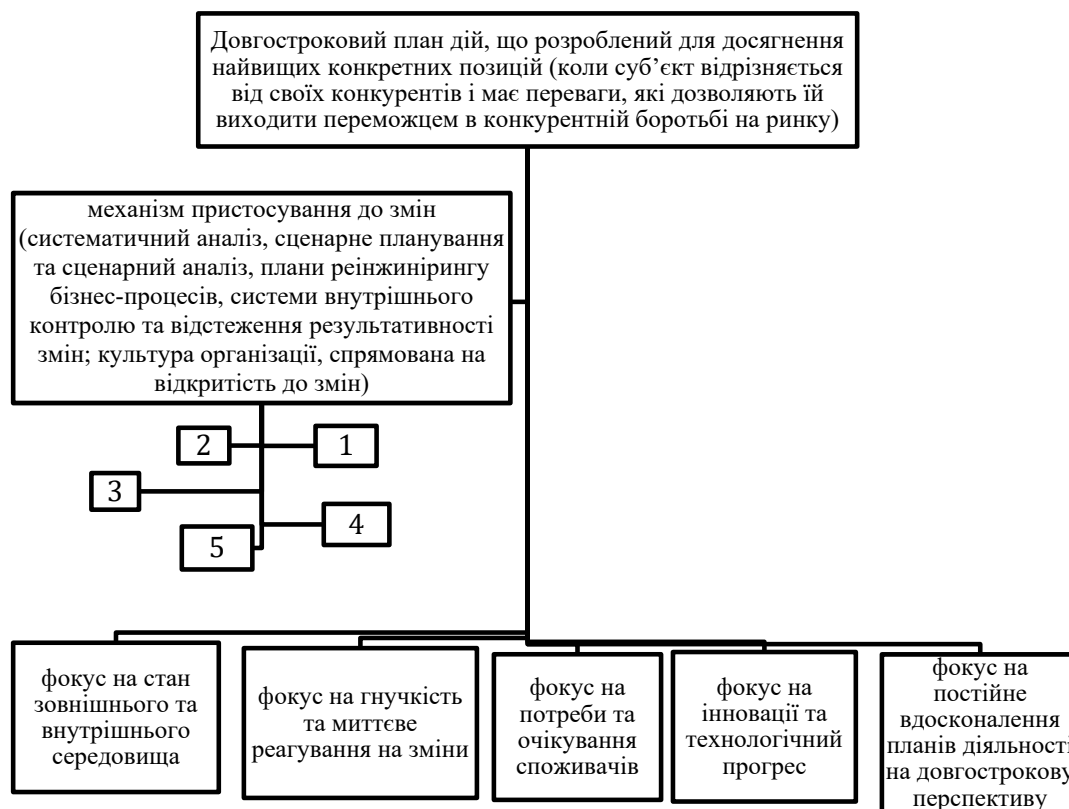 Довгостроковий план дій, що розроблений для досягнення
найвищих конкретних позицій (коли суб’єкт відрізняється
від своїх конкурентів і має переваги, які дозволяють їй
виходити переможцем в конкурентній боротьбі на ринку)
механізм пристосування до змін
(систематичний аналіз, сценарне планування
та сценарний аналіз, плани реінжинірингу
бізнес-процесів, системи внутрішнього
контролю та відстеження результативності
змін; культура організації, спрямована на
відкритість до змін)
2
1
3
4
5
фокус на стан
зовнішнього та
внутрішнього
середовища
фокус на гнучкість
та миттєве
реагування на зміни
фокус на
потреби та
очікування
споживачів
фокус на
інновації та
технологічний
прогрес
фокус на
постійне
вдосконалення
планів діяльності
на довгострокову
перспективу